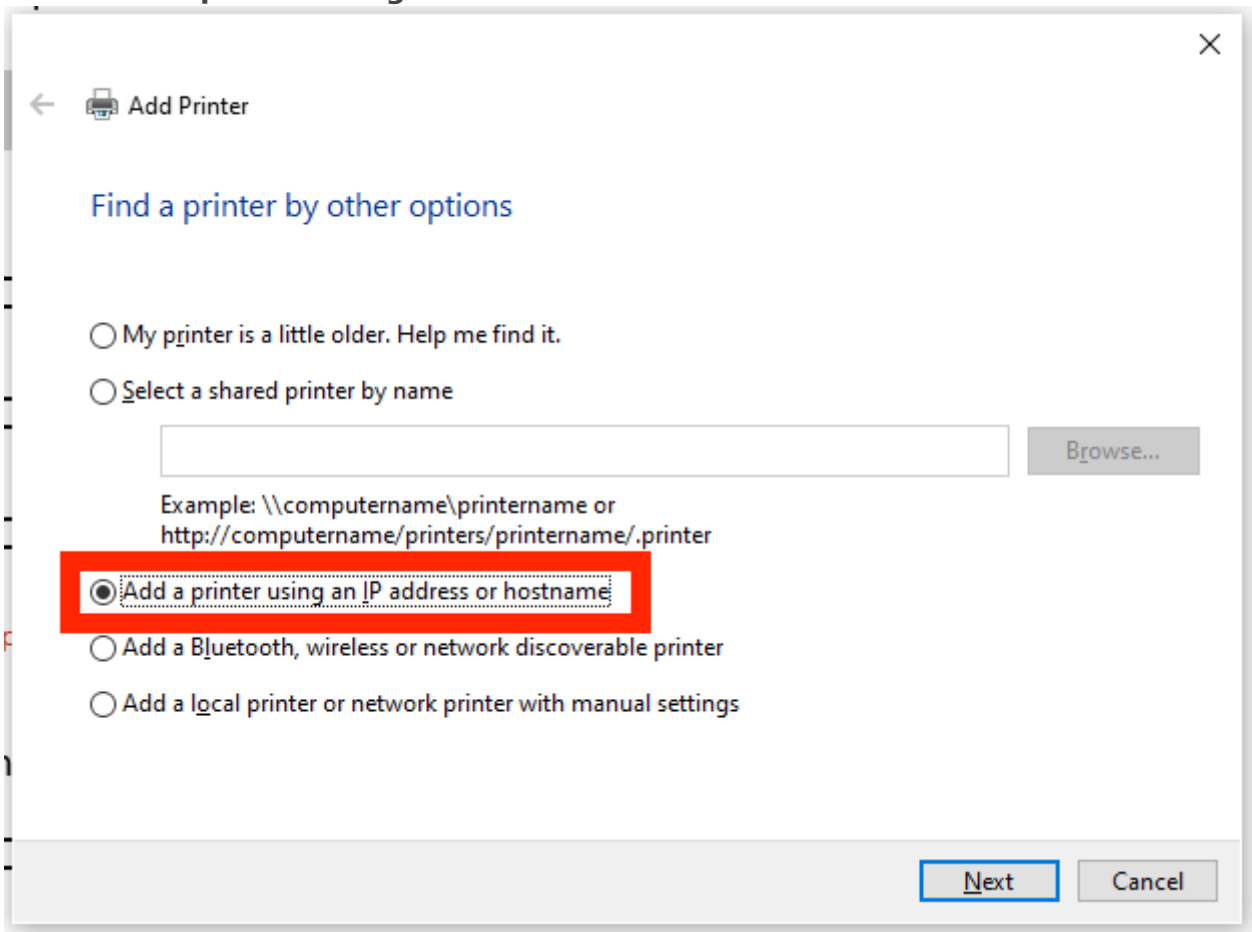 Add Printer
Find a printer by other options
My printer is a little older. Help me find it.
Select a shared printer by name
Browse...
Example: \\computername\printername or
http://computername/printers/printername/.printer
Add a printer using an IP address or hostname
Add a Bluetooth, wireless or network discoverable printer
Add a local printer or network printer with manual settings
Next
Cancel